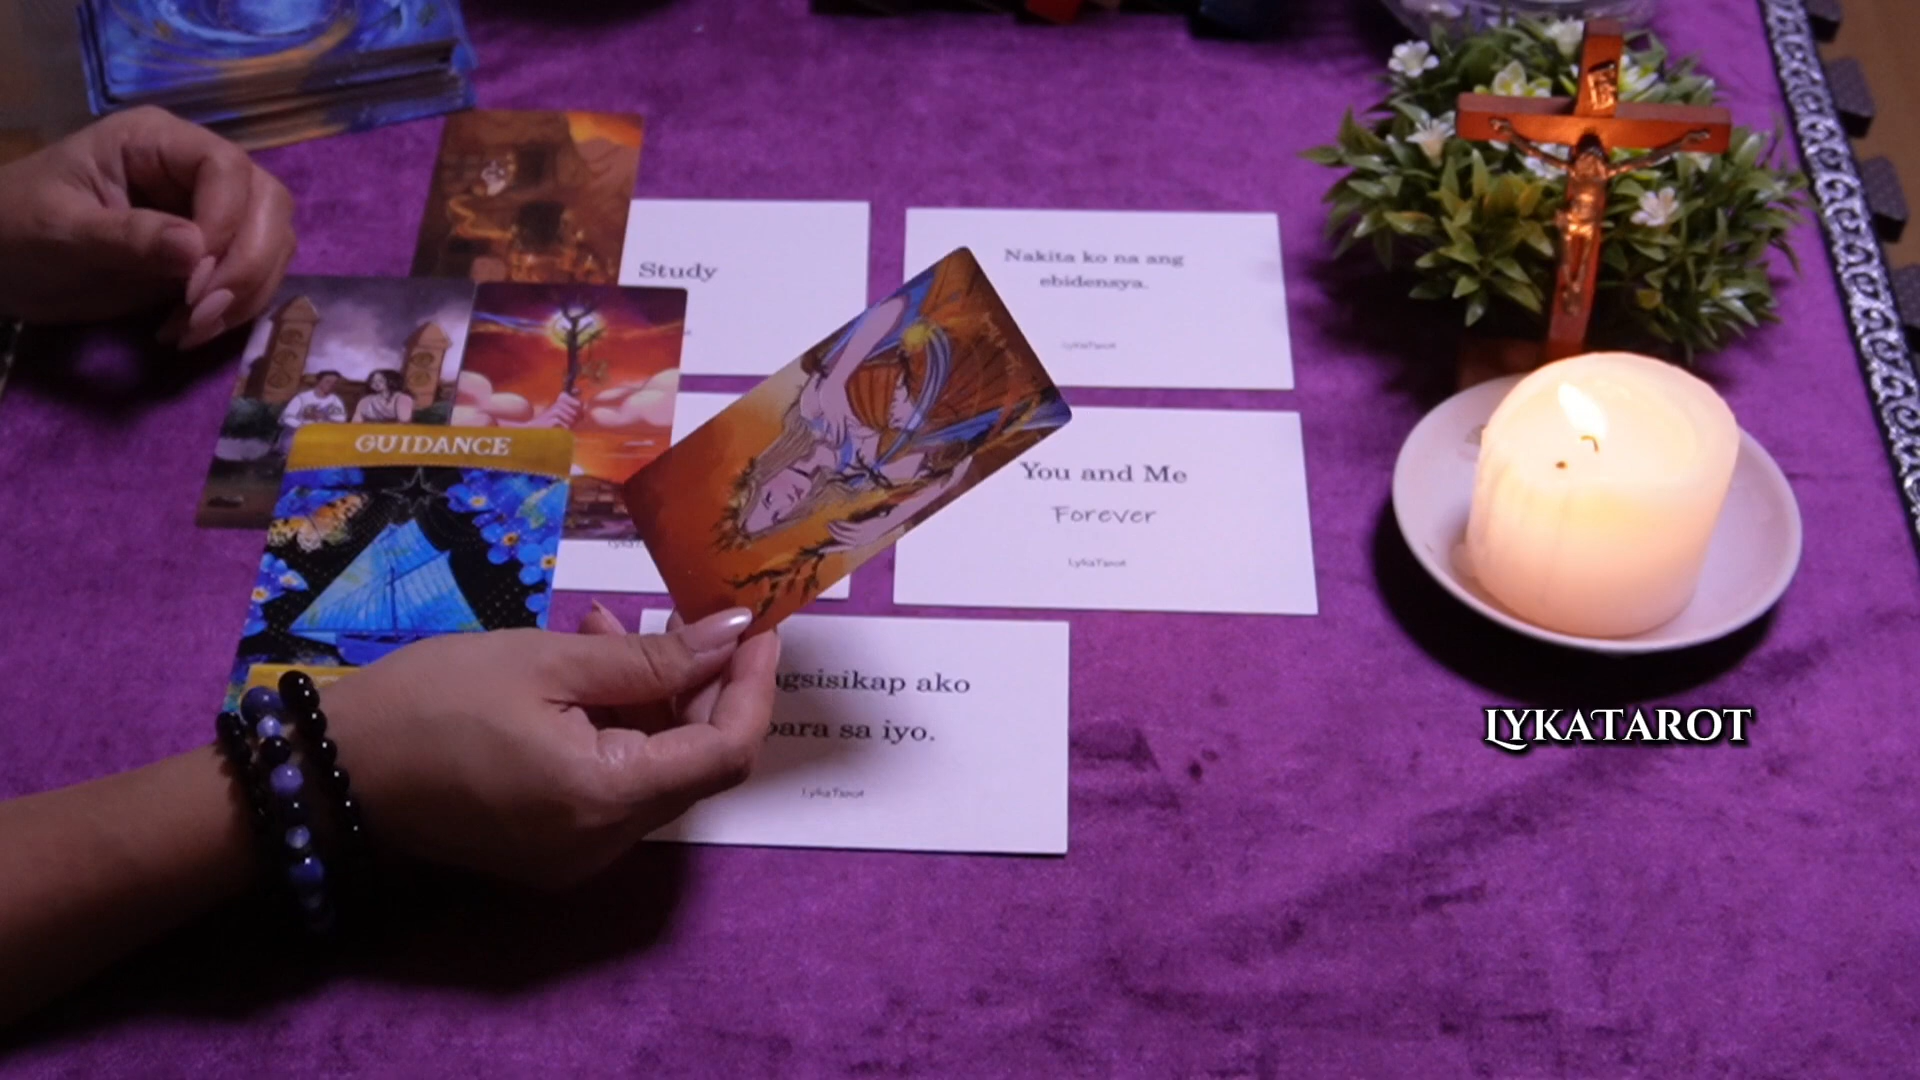 Study
Nakita ko na ang
ebidensya.
LykaTarot
GUIDANCE
You and Me
Forever
LykaTarot
ako
para sa iyo.
LykaTarot
LYKATAROT